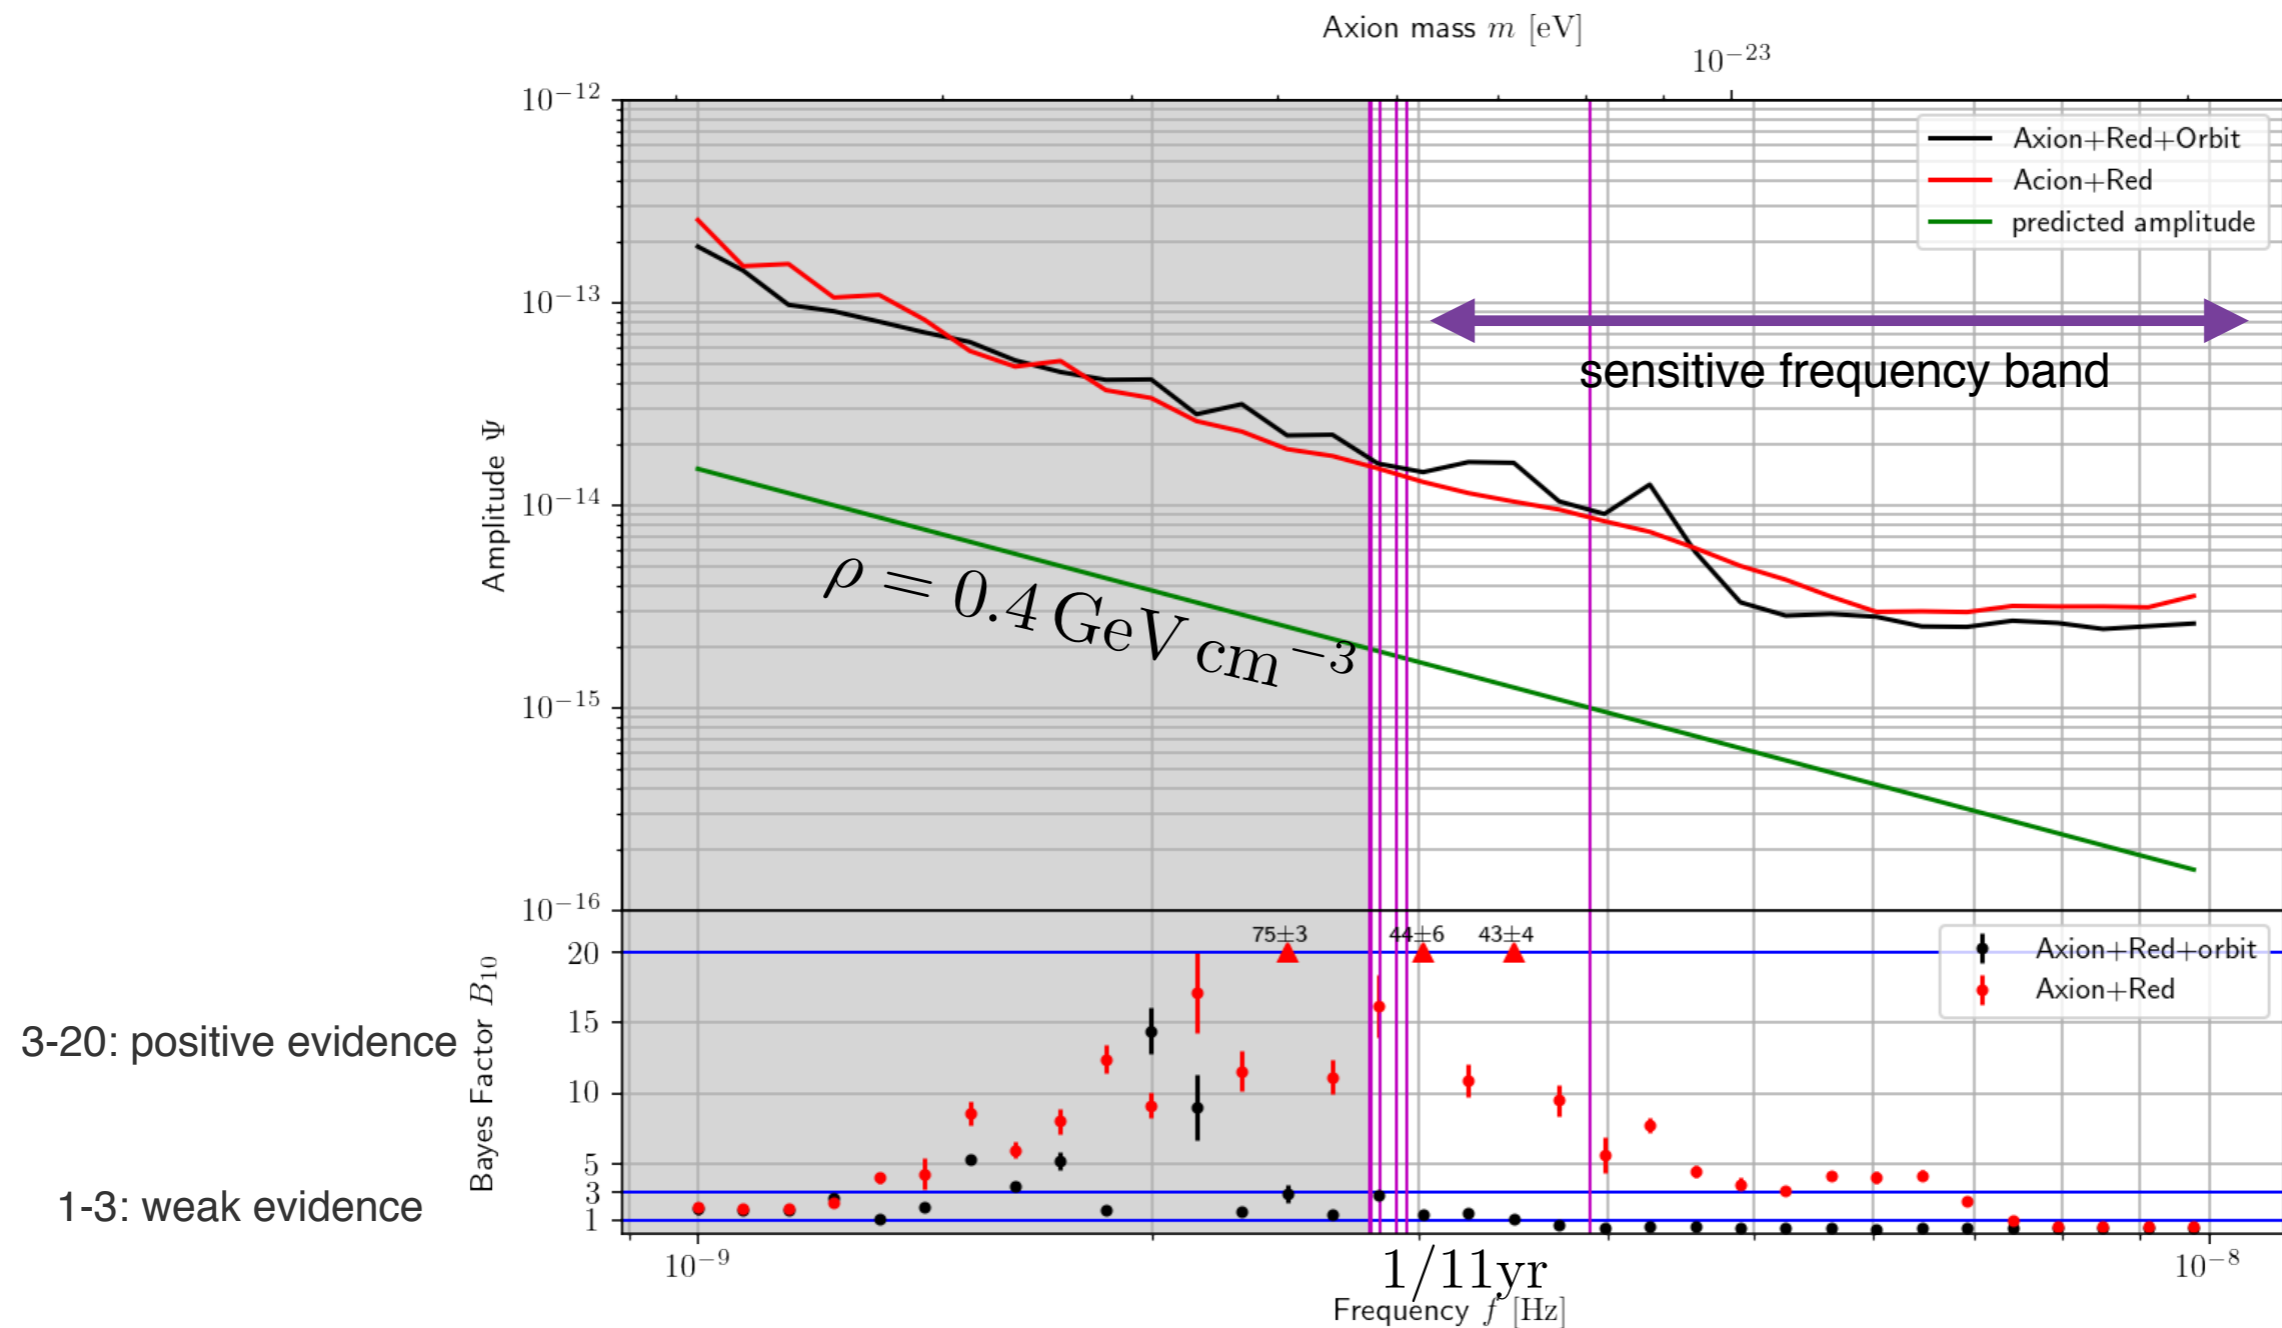 Axion mass m [eV]
10⁻²³
10⁻¹²
Axion+Red+Orbit
Acion+Red
predicted amplitude
10⁻¹³
sensitive frequency band
Amplitude Ψ
10⁻¹⁴
ρ = 0.4 GeV cm⁻³
10⁻¹⁵
10⁻¹⁶
75±3
44±6
43±4
20
Axion+Red+orbit
Axion+Red
Bayes Factor B₁₀
15
3-20: positive evidence
10
5
3
1-3: weak evidence
1
10⁻⁹
1/11yr
10⁻⁸
Frequency f [Hz]